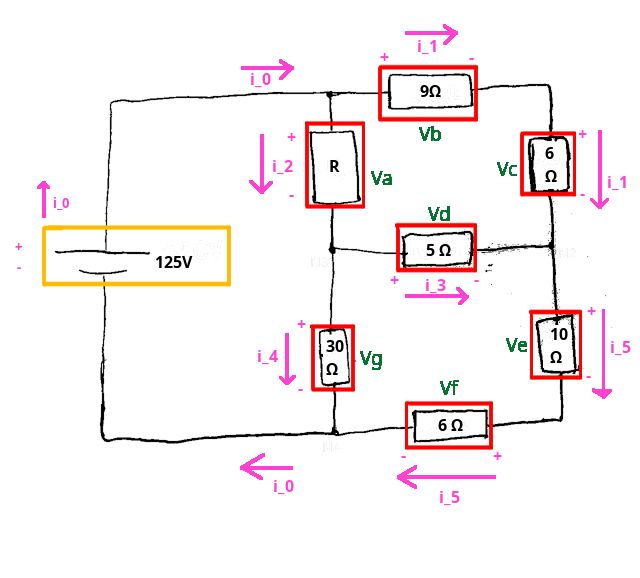 i_1
+ -
i_0
9Ω
Vb
+
i_2
R
-
Va
+
6
Ω
Vc
-
i_1
i_0
Vd
+
-
125V
5 Ω
+ -
i_3
+
30
Ω
-
i_4
Vg
+
10
Ω
-
Ve
i_5
Vf
6 Ω
- +
i_0
i_5